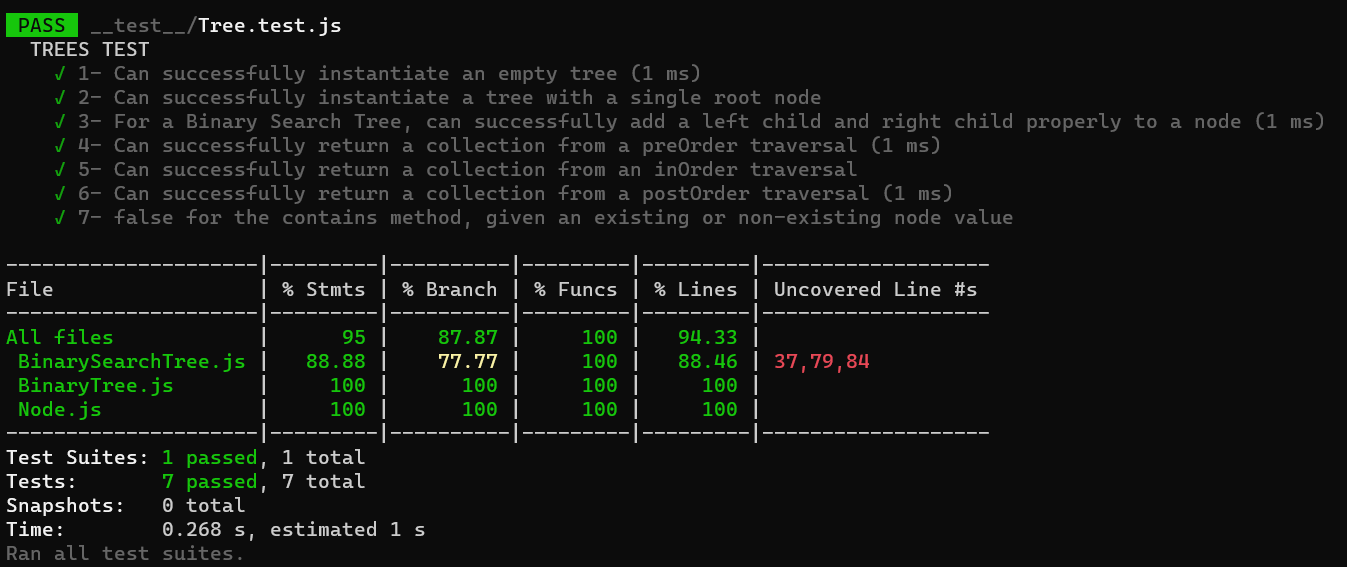 PASS __test__/Tree.test.js
TREES TEST
√ 1- Can successfully instantiate an empty tree (1 ms)
√ 2- Can successfully instantiate a tree with a single root node
√ 3- For a Binary Search Tree, can successfully add a left child and right child properly to a node (1 ms)
√ 4- Can successfully return a collection from a preOrder traversal (1 ms)
√ 5- Can successfully return a collection from an inOrder traversal
√ 6- Can successfully return a collection from a postOrder traversal (1 ms)
√ 7- false for the contains method, given an existing or non-existing node value
---------------------|---------|----------|---------|---------|-------------------
File                 | % Stmts | % Branch | % Funcs | % Lines | Uncovered Line #s
---------------------|---------|----------|---------|---------|-------------------
All files            |      95 |    87.87 |     100 |   94.33 |
BinarySearchTree.js |   88.88 |    77.77 |     100 |   88.46 | 37,79,84
BinaryTree.js       |     100 |      100 |     100 |     100 |
Node.js             |     100 |      100 |     100 |     100 |
---------------------|---------|----------|---------|---------|-------------------
Test Suites: 1 passed, 1 total
Tests:       7 passed, 7 total
Snapshots:   0 total
Time:        0.268 s, estimated 1 s
Ran all test suites.